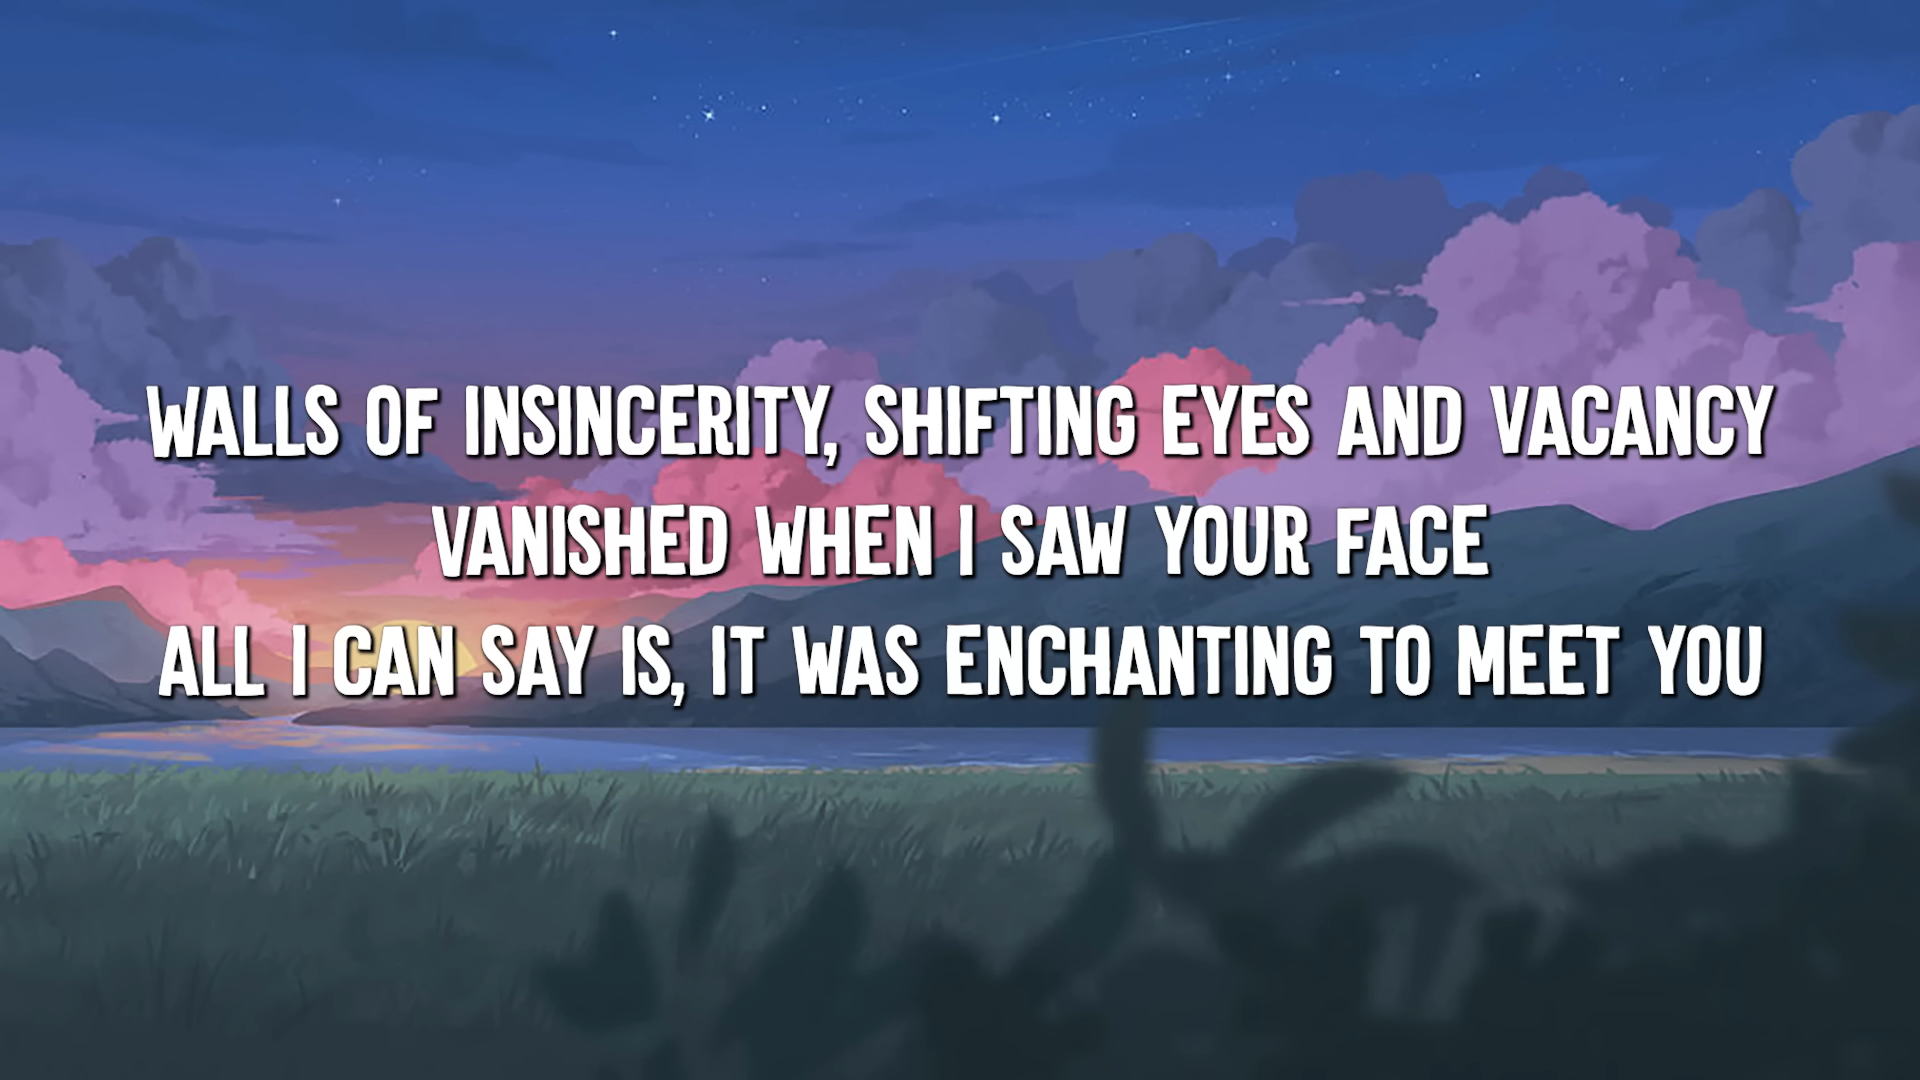 WALLS OF INSINCERITY, SHIFTING EYES AND VACANCY
VANISHED WHEN I SAW YOUR FACE
ALL I CAN SAY IS, IT WAS ENCHANTING TO MEET YOU